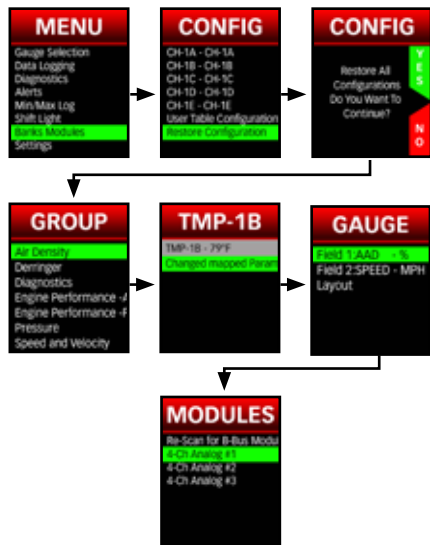 MENU
Gauge Selection
Data Logging
Diagnostics
Alerts
Min/Max Log
Shift Light
Banks Modules
Settings
CONFIG
CH-1A - CH-1A
CH-1B - CH-1B
CH-1C - CH-1C
CH-1D - CH-1D
CH-1E - CH-1E
User Table Configuration
Restore Configuration
CONFIG
Restore All
Configurations
Do You Want To
Continue?
YES
NO
GROUP
Air Density
Derringer
Diagnostics
Engine Performance -A
Engine Performance -F
Pressure
Speed and Velocity
TMP-1B
TMP-1B - 79°F
Changed mapped Param
GAUGE
Field 1:AAD - %
Field 2:SPEED - MPH
Layout
MODULES
Re-Scan for B-Bus Modu
4-Ch Analog #1
4-Ch Analog #2
4-Ch Analog #3